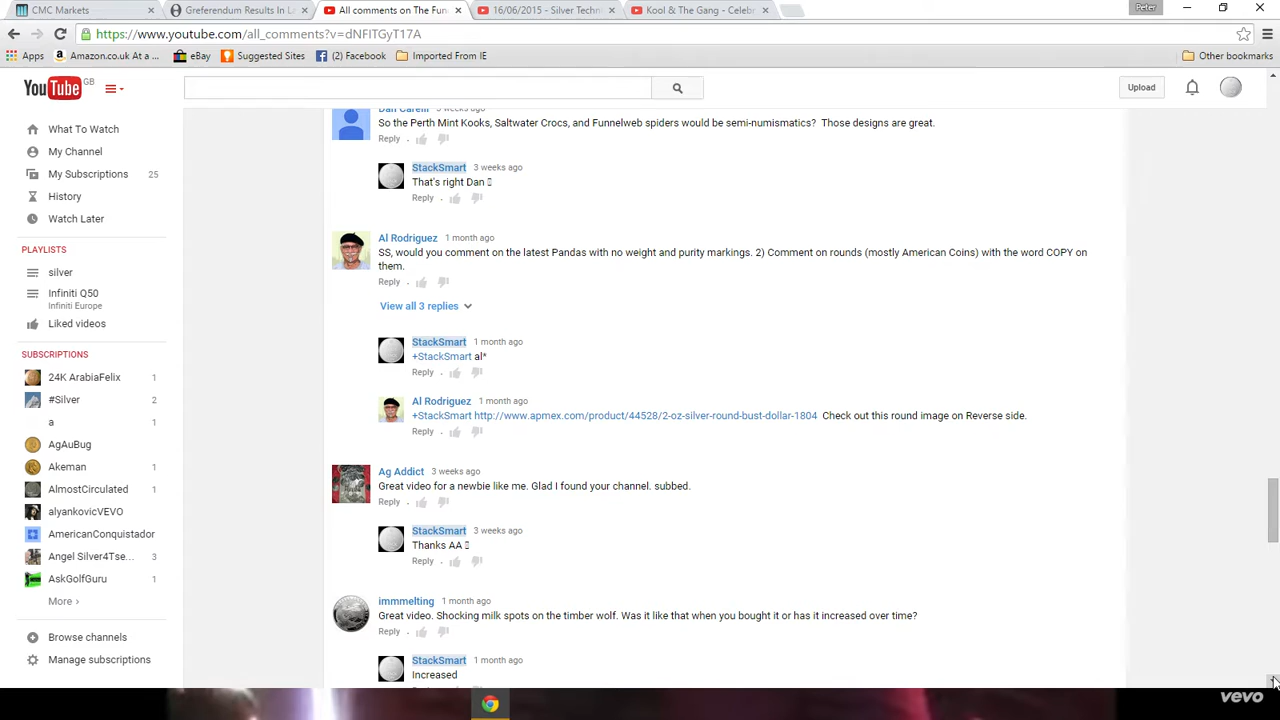 CMC Markets
Greferendum Results In L
All comments on The Fun
16/06/2015 - Silver Techni
Kool & The Gang - Celebr
Peter
https://www.youtube.com/all_comments?v=dNFITGyT17A
Apps
Amazon.co.uk At a ...
eBay
Suggested Sites
(2) Facebook
Imported From IE
Other bookmarks
YouTube GB
Upload
What To Watch
My Channel
My Subscriptions 25
History
Watch Later
PLAYLISTS
silver
Infiniti Q50
Infiniti Europe
Liked videos
SUBSCRIPTIONS
24K ArabiaFelix 1
#Silver 2
a 1
AgAuBug
Akeman 1
AlmostCirculated 1
alyankovicVEVO
AmericanConquistador
Angel Silver4Tse... 3
AskGolfGuru 1
More ›
Browse channels
Manage subscriptions
Dan Carelli 3 weeks ago
So the Perth Mint Kooks, Saltwater Crocs, and Funnelweb spiders would be semi-numismatics? Those designs are great.
Reply
StackSmart 3 weeks ago
That's right Dan
Reply
Al Rodriguez 1 month ago
SS, would you comment on the latest Pandas with no weight and purity markings. 2) Comment on rounds (mostly American Coins) with the word COPY on
them.
Reply
View all 3 replies
StackSmart 1 month ago
+StackSmart al*
Reply
Al Rodriguez 1 month ago
+StackSmart http://www.apmex.com/product/44528/2-oz-silver-round-bust-dollar-1804 Check out this round image on Reverse side.
Reply
Ag Addict 3 weeks ago
Great video for a newbie like me. Glad I found your channel. subbed.
Reply
StackSmart 3 weeks ago
Thanks AA
Reply
immmelting 1 month ago
Great video. Shocking milk spots on the timber wolf. Was it like that when you bought it or has it increased over time?
Reply
StackSmart 1 month ago
Increased
vevo